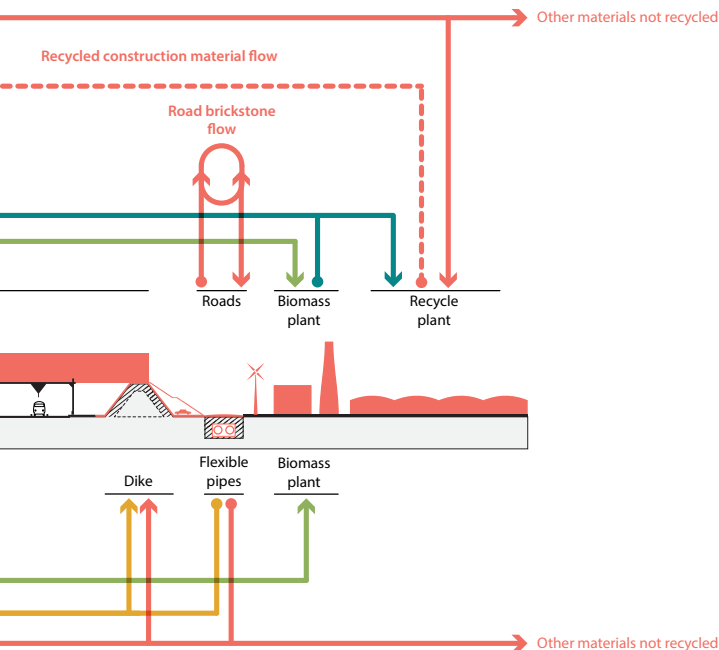 Other materials not recycled
Recycled construction material flow
Road brickstone
flow
Roads
Biomass
plant
Recycle
plant
Dike
Flexible
pipes
Biomass
plant
Other materials not recycled